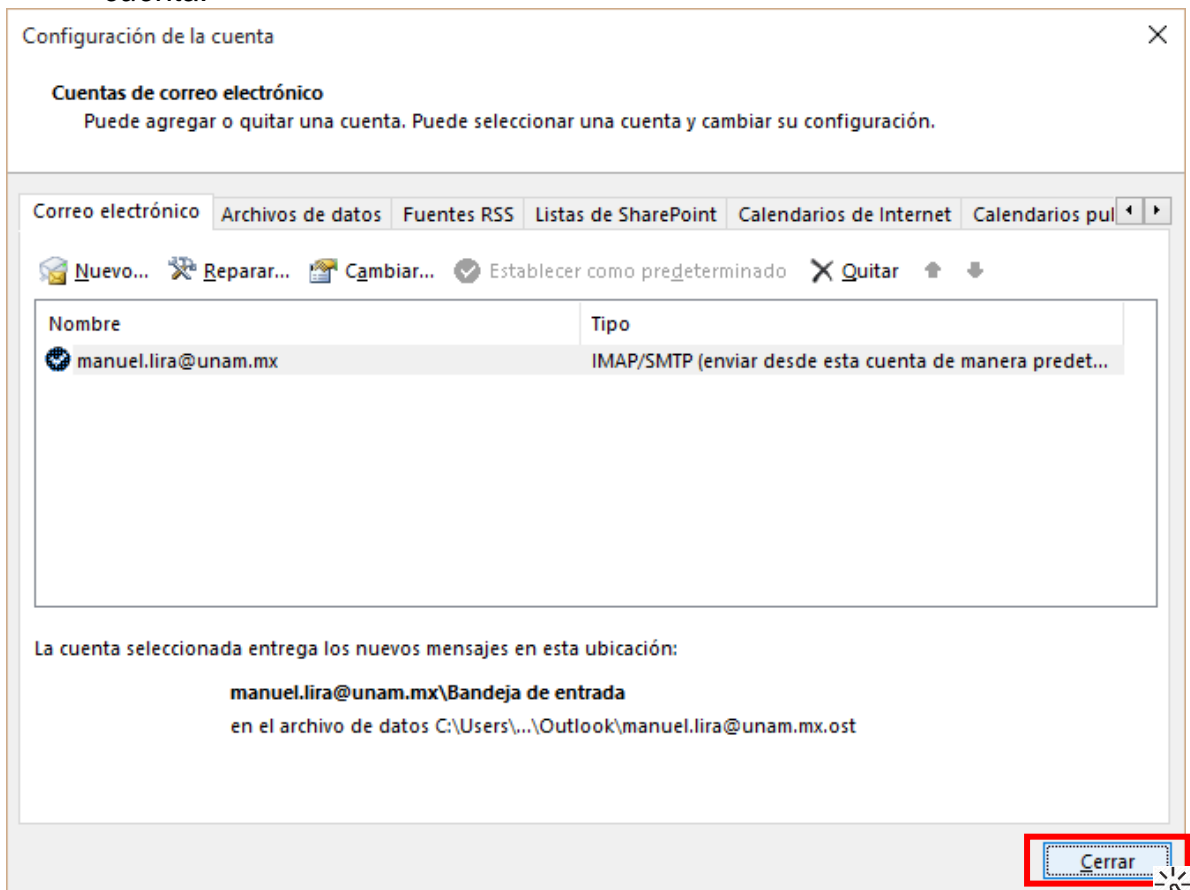 cuenta.
Configuración de la cuenta
Cuentas de correo electrónico
Puede agregar o quitar una cuenta. Puede seleccionar una cuenta y cambiar su configuración.
Correo electrónico Archivos de datos Fuentes RSS Listas de SharePoint Calendarios de Internet Calendarios pul
Nuevo... Reparar... Cambiar... Establecer como predeterminado Quitar
Nombre Tipo
manuel.lira@unam.mx IMAP/SMTP (enviar desde esta cuenta de manera predet...
La cuenta seleccionada entrega los nuevos mensajes en esta ubicación:
manuel.lira@unam.mx\Bandeja de entrada
en el archivo de datos C:\Users\...\Outlook\manuel.lira@unam.mx.ost
Cerrar